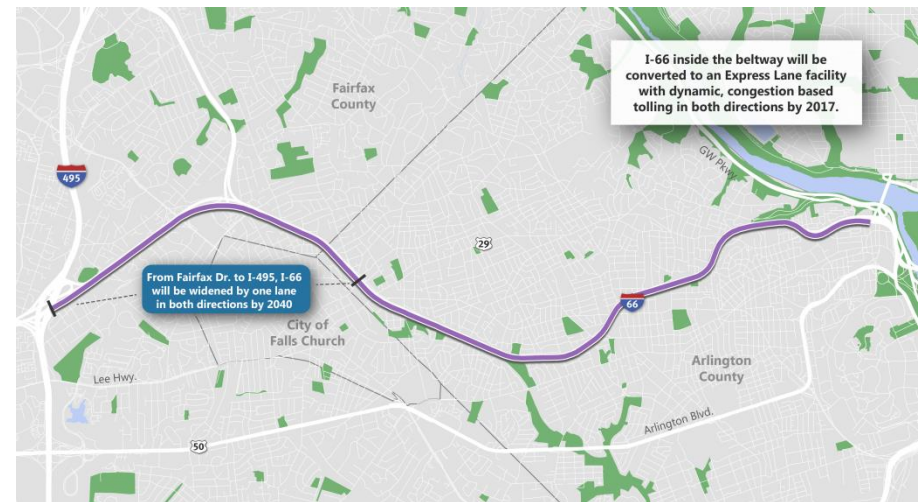 I-66 inside the beltway will be
converted to an Express Lane facility
with dynamic, congestion based
tolling in both directions by 2017.
Fairfax
County
GW Pkwy.
495
29
From Fairfax Dr. to I-495, I-66
will be widened by one lane
in both directions by 2040
66
City of
Falls Church
Arlington
County
Lee Hwy.
Arlington Blvd.
50